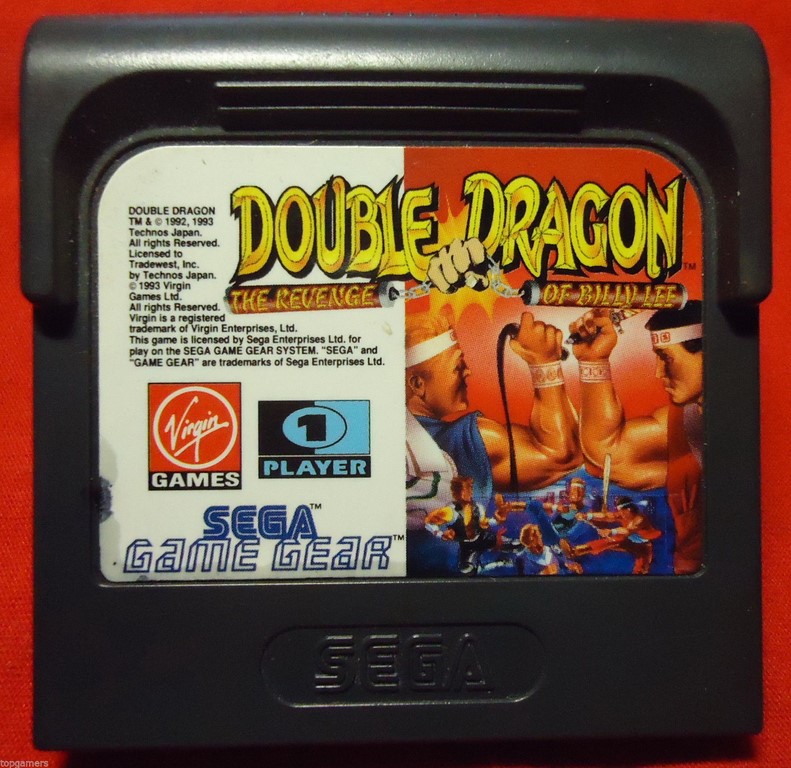 DOUBLE DRAGON
TM & © 1992, 1993
Technos Japan.
All rights Reserved.
Licensed to
Tradewest, Inc.
by Technos Japan.
© 1993 Virgin
Games Ltd.
All rights Reserved.
Virgin is a registered
trademark of Virgin Enterprises, Ltd.
This game is licensed by Sega Enterprises Ltd. for
play on the SEGA GAME GEAR SYSTEM. "SEGA" and
"GAME GEAR" are trademarks of Sega Enterprises Ltd.
DOUBLE DRAGON™
THE REVENGE OF BILLY LEE
Virgin
GAMES
1
PLAYER
SEGA™
GAME GEAR™
SEGA
topgamers